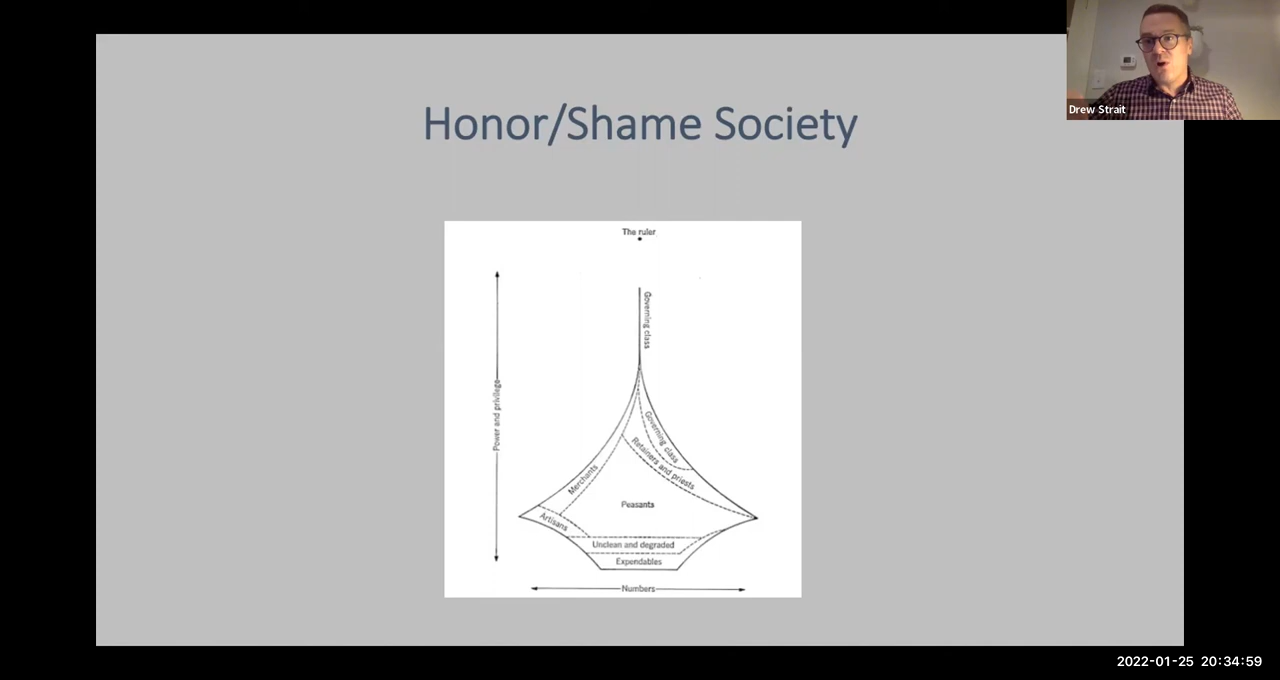 Honor/Shame Society
Drew Strait
The ruler
Governing class
Power and privilege
Governing class
Retainers and priests
Merchants
Peasants
Artisans
Unclean and degraded
Expendables
Numbers
2022-01-25 20:34:59